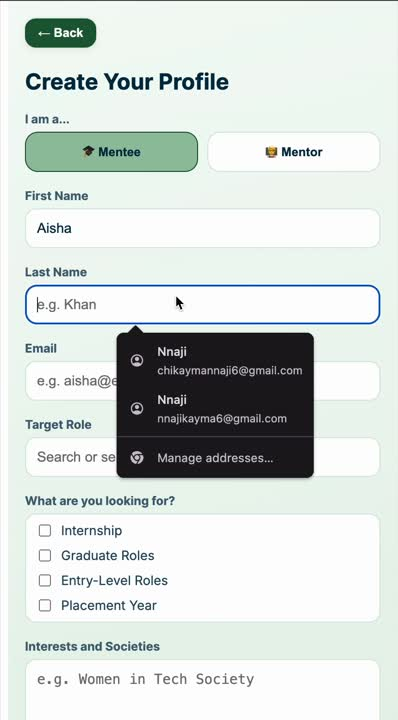 ← Back
Create Your Profile
I am a...
🎓 Mentee
👩‍🏫 Mentor
First Name
Aisha
Last Name
e.g. Khan
Nnaji
chikaymannaji6@gmail.com
Nnaji
nnajikayma6@gmail.com
Manage addresses...
Email
e.g. aisha@e
Target Role
Search or se
What are you looking for?
Internship
Graduate Roles
Entry-Level Roles
Placement Year
Interests and Societies
e.g. Women in Tech Society